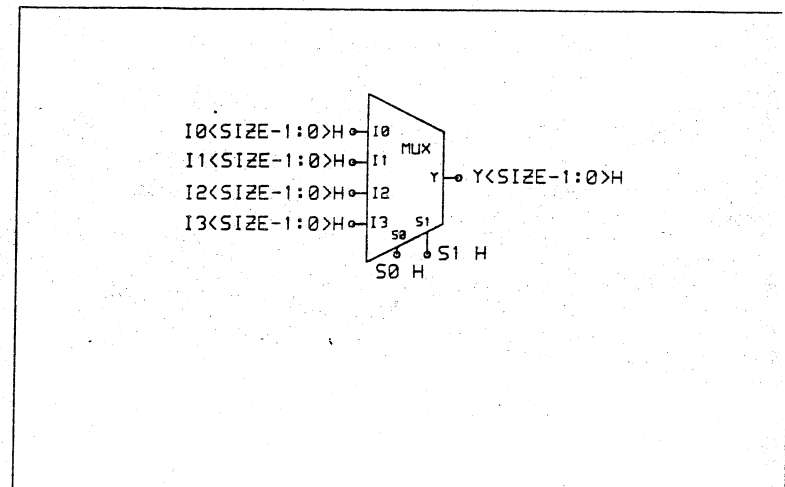 I0<SIZE-1:0>H I0
MUX
I1<SIZE-1:0>H I1
Y Y<SIZE-1:0>H
I2<SIZE-1:0>H I2
I3<SIZE-1:0>H I3 S0 S1
S1 H
S0 H